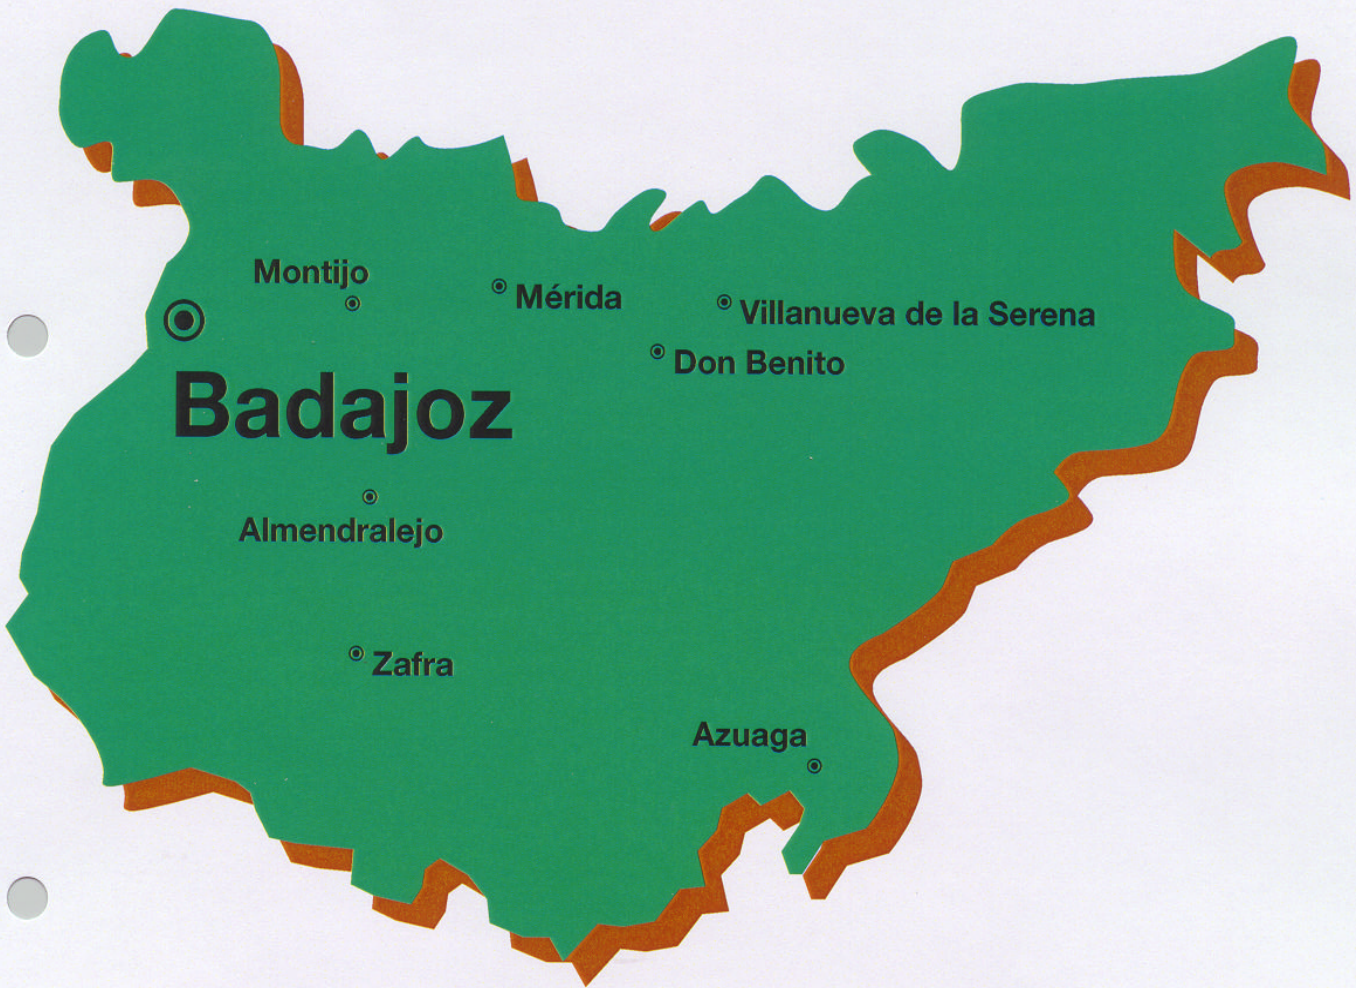 Montijo
Mérida
Villanueva de la Serena
Don Benito
Badajoz
Almendralejo
Zafra
Azuaga